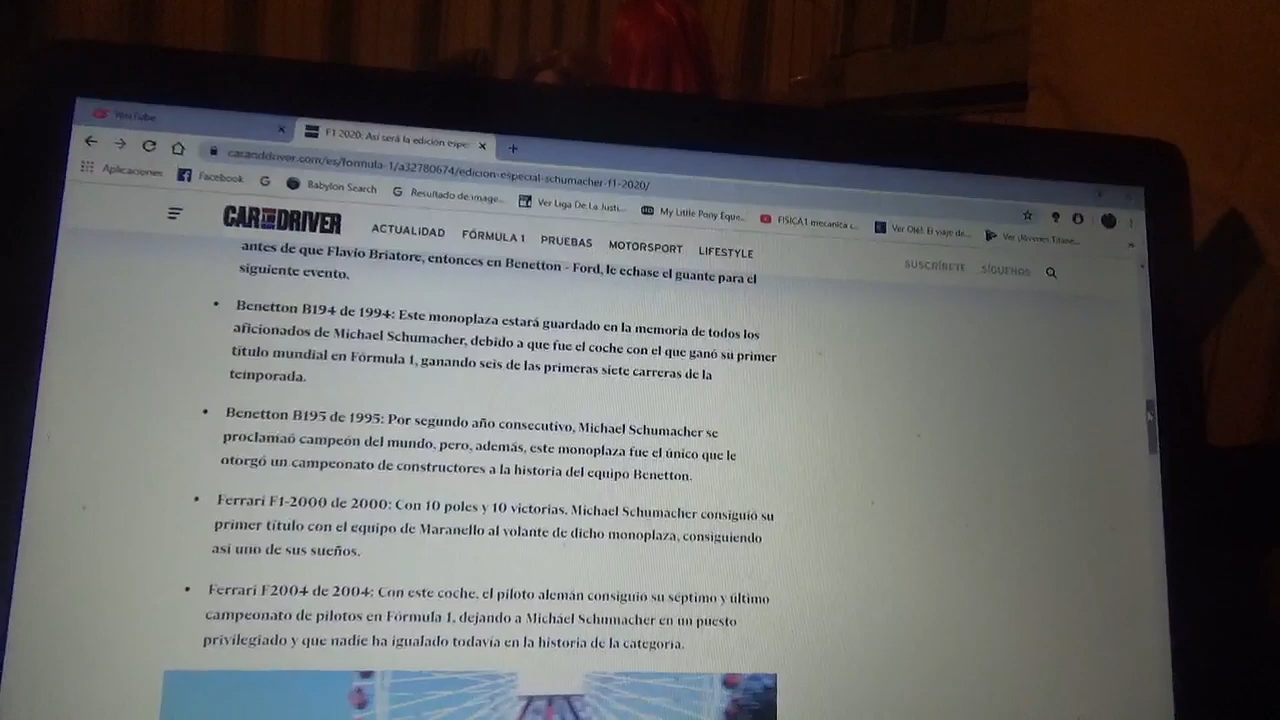 YouTube
F1 2020: Así será la edición espe
caranddriver.com/es/formula-1/a32780674/edicion-especial-schumacher-f1-2020/
Aplicaciones Facebook Babylon Search Resultado de image... Ver Liga De La Justi... My Little Pony Eque... FISICA1 mecanica c... Ver Olé!. El viaje de... Ver ¡Jóvenes Titane...
CAR AND DRIVER ACTUALIDAD FÓRMULA 1 PRUEBAS MOTORSPORT LIFESTYLE SUSCRÍBETE SÍGUENOS
antes de que Flavio Briatore, entonces en Benetton - Ford, le echase el guante para el
siguiente evento.
• Benetton B194 de 1994: Este monoplaza estará guardado en la memoria de todos los
aficionados de Michael Schumacher, debido a que fue el coche con el que ganó su primer
título mundial en Fórmula 1, ganando seis de las primeras siete carreras de la
temporada.
• Benetton B195 de 1995: Por segundo año consecutivo, Michael Schumacher se
proclamaó campeón del mundo, pero, además, este monoplaza fue el único que le
otorgó un campeonato de constructores a la historia del equipo Benetton.
• Ferrari F1-2000 de 2000: Con 10 poles y 10 victorias, Michael Schumacher consiguió su
primer título con el equipo de Maranello al volante de dicho monoplaza, consiguiendo
así uno de sus sueños.
• Ferrari F2004 de 2004: Con este coche, el piloto alemán consiguió su séptimo y último
campeonato de pilotos en Fórmula 1, dejando a Michael Schumacher en un puesto
privilegiado y que nadie ha igualado todavía en la historia de la categoría.